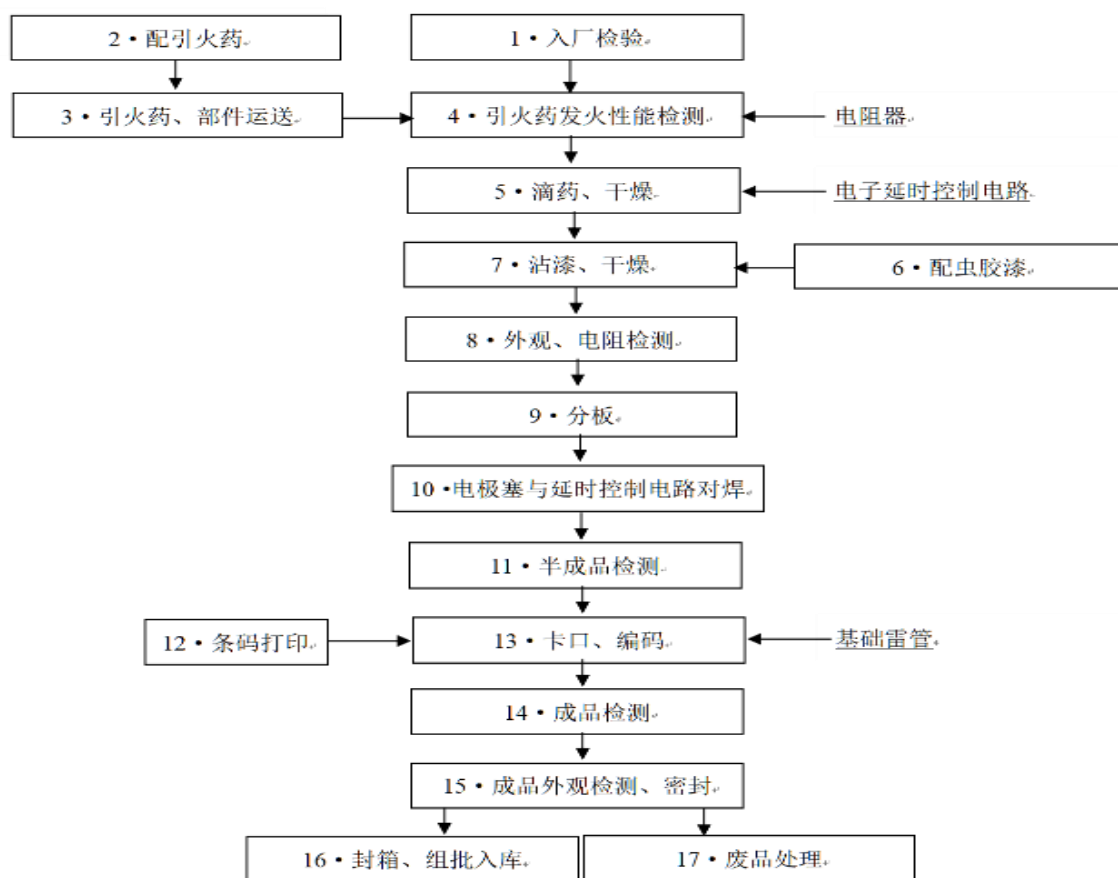 2·配引火药
1·入厂检验
3·引火药、部件运送
4·引火药发火性能检测
电阻器
5·滴药、干燥
电子延时控制电路
7·沾漆、干燥
6·配虫胶漆
8·外观、电阻检测
9·分板
10·电极塞与延时控制电路对焊
11·半成品检测
12·条码打印
13·卡口、编码
基础雷管
14·成品检测
15·成品外观检测、密封
16·封箱、组批入库
17·废品处理